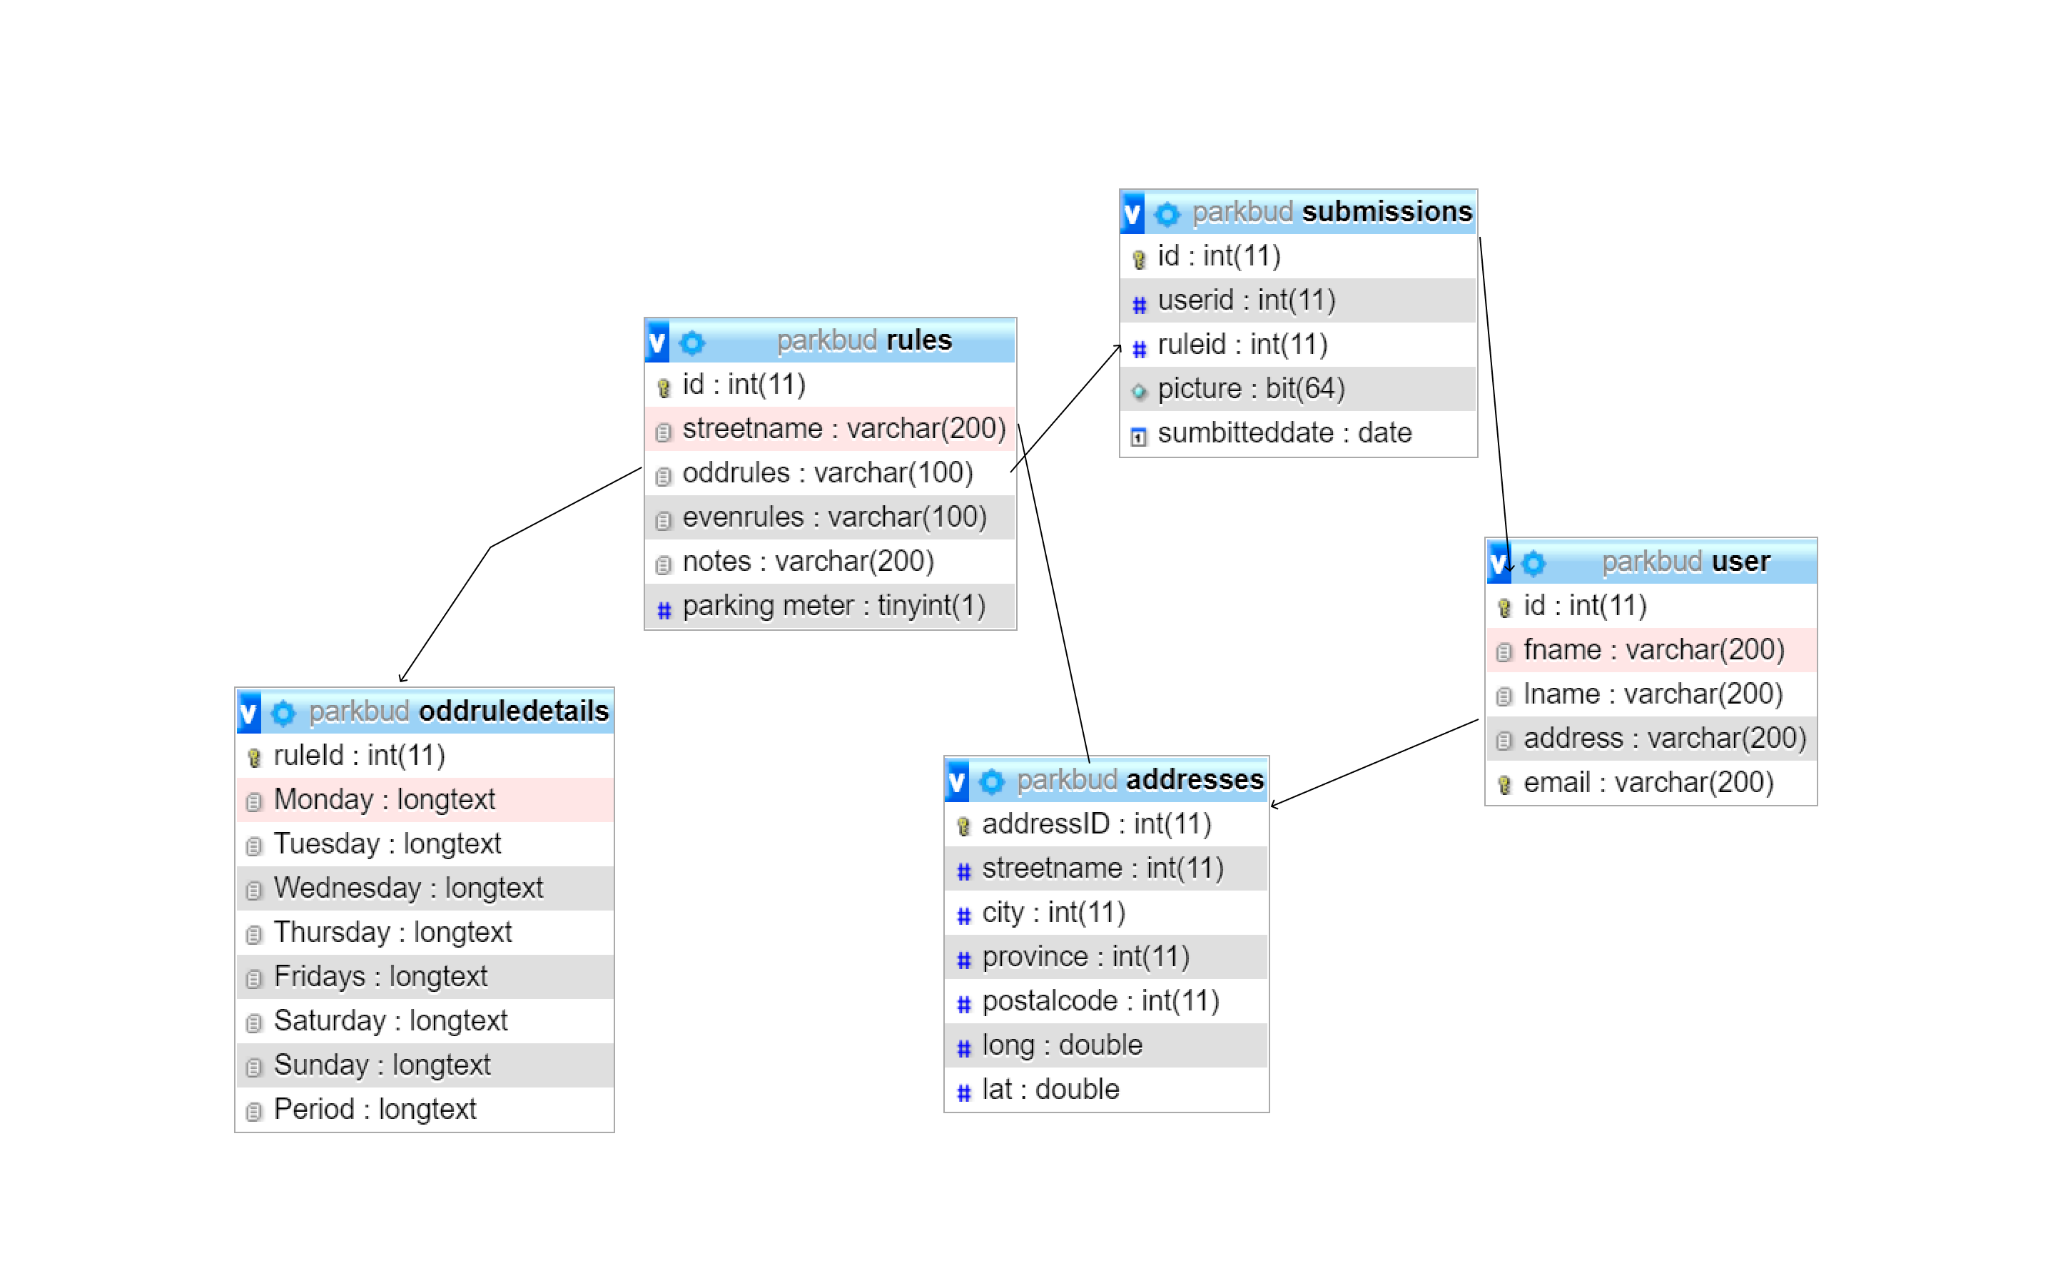 v parkbud submissions
id : int(11)
userid : int(11)
ruleid : int(11)
picture : bit(64)
sumbitteddate : date
v parkbud rules
id : int(11)
streetname : varchar(200)
oddrules : varchar(100)
evenrules : varchar(100)
notes : varchar(200)
parking meter : tinyint(1)
v parkbud user
id : int(11)
fname : varchar(200)
lname : varchar(200)
address : varchar(200)
email : varchar(200)
v parkbud oddruledetails
ruleId : int(11)
Monday : longtext
Tuesday : longtext
Wednesday : longtext
Thursday : longtext
Fridays : longtext
Saturday : longtext
Sunday : longtext
Period : longtext
v parkbud addresses
addressID : int(11)
streetname : int(11)
city : int(11)
province : int(11)
postalcode : int(11)
long : double
lat : double